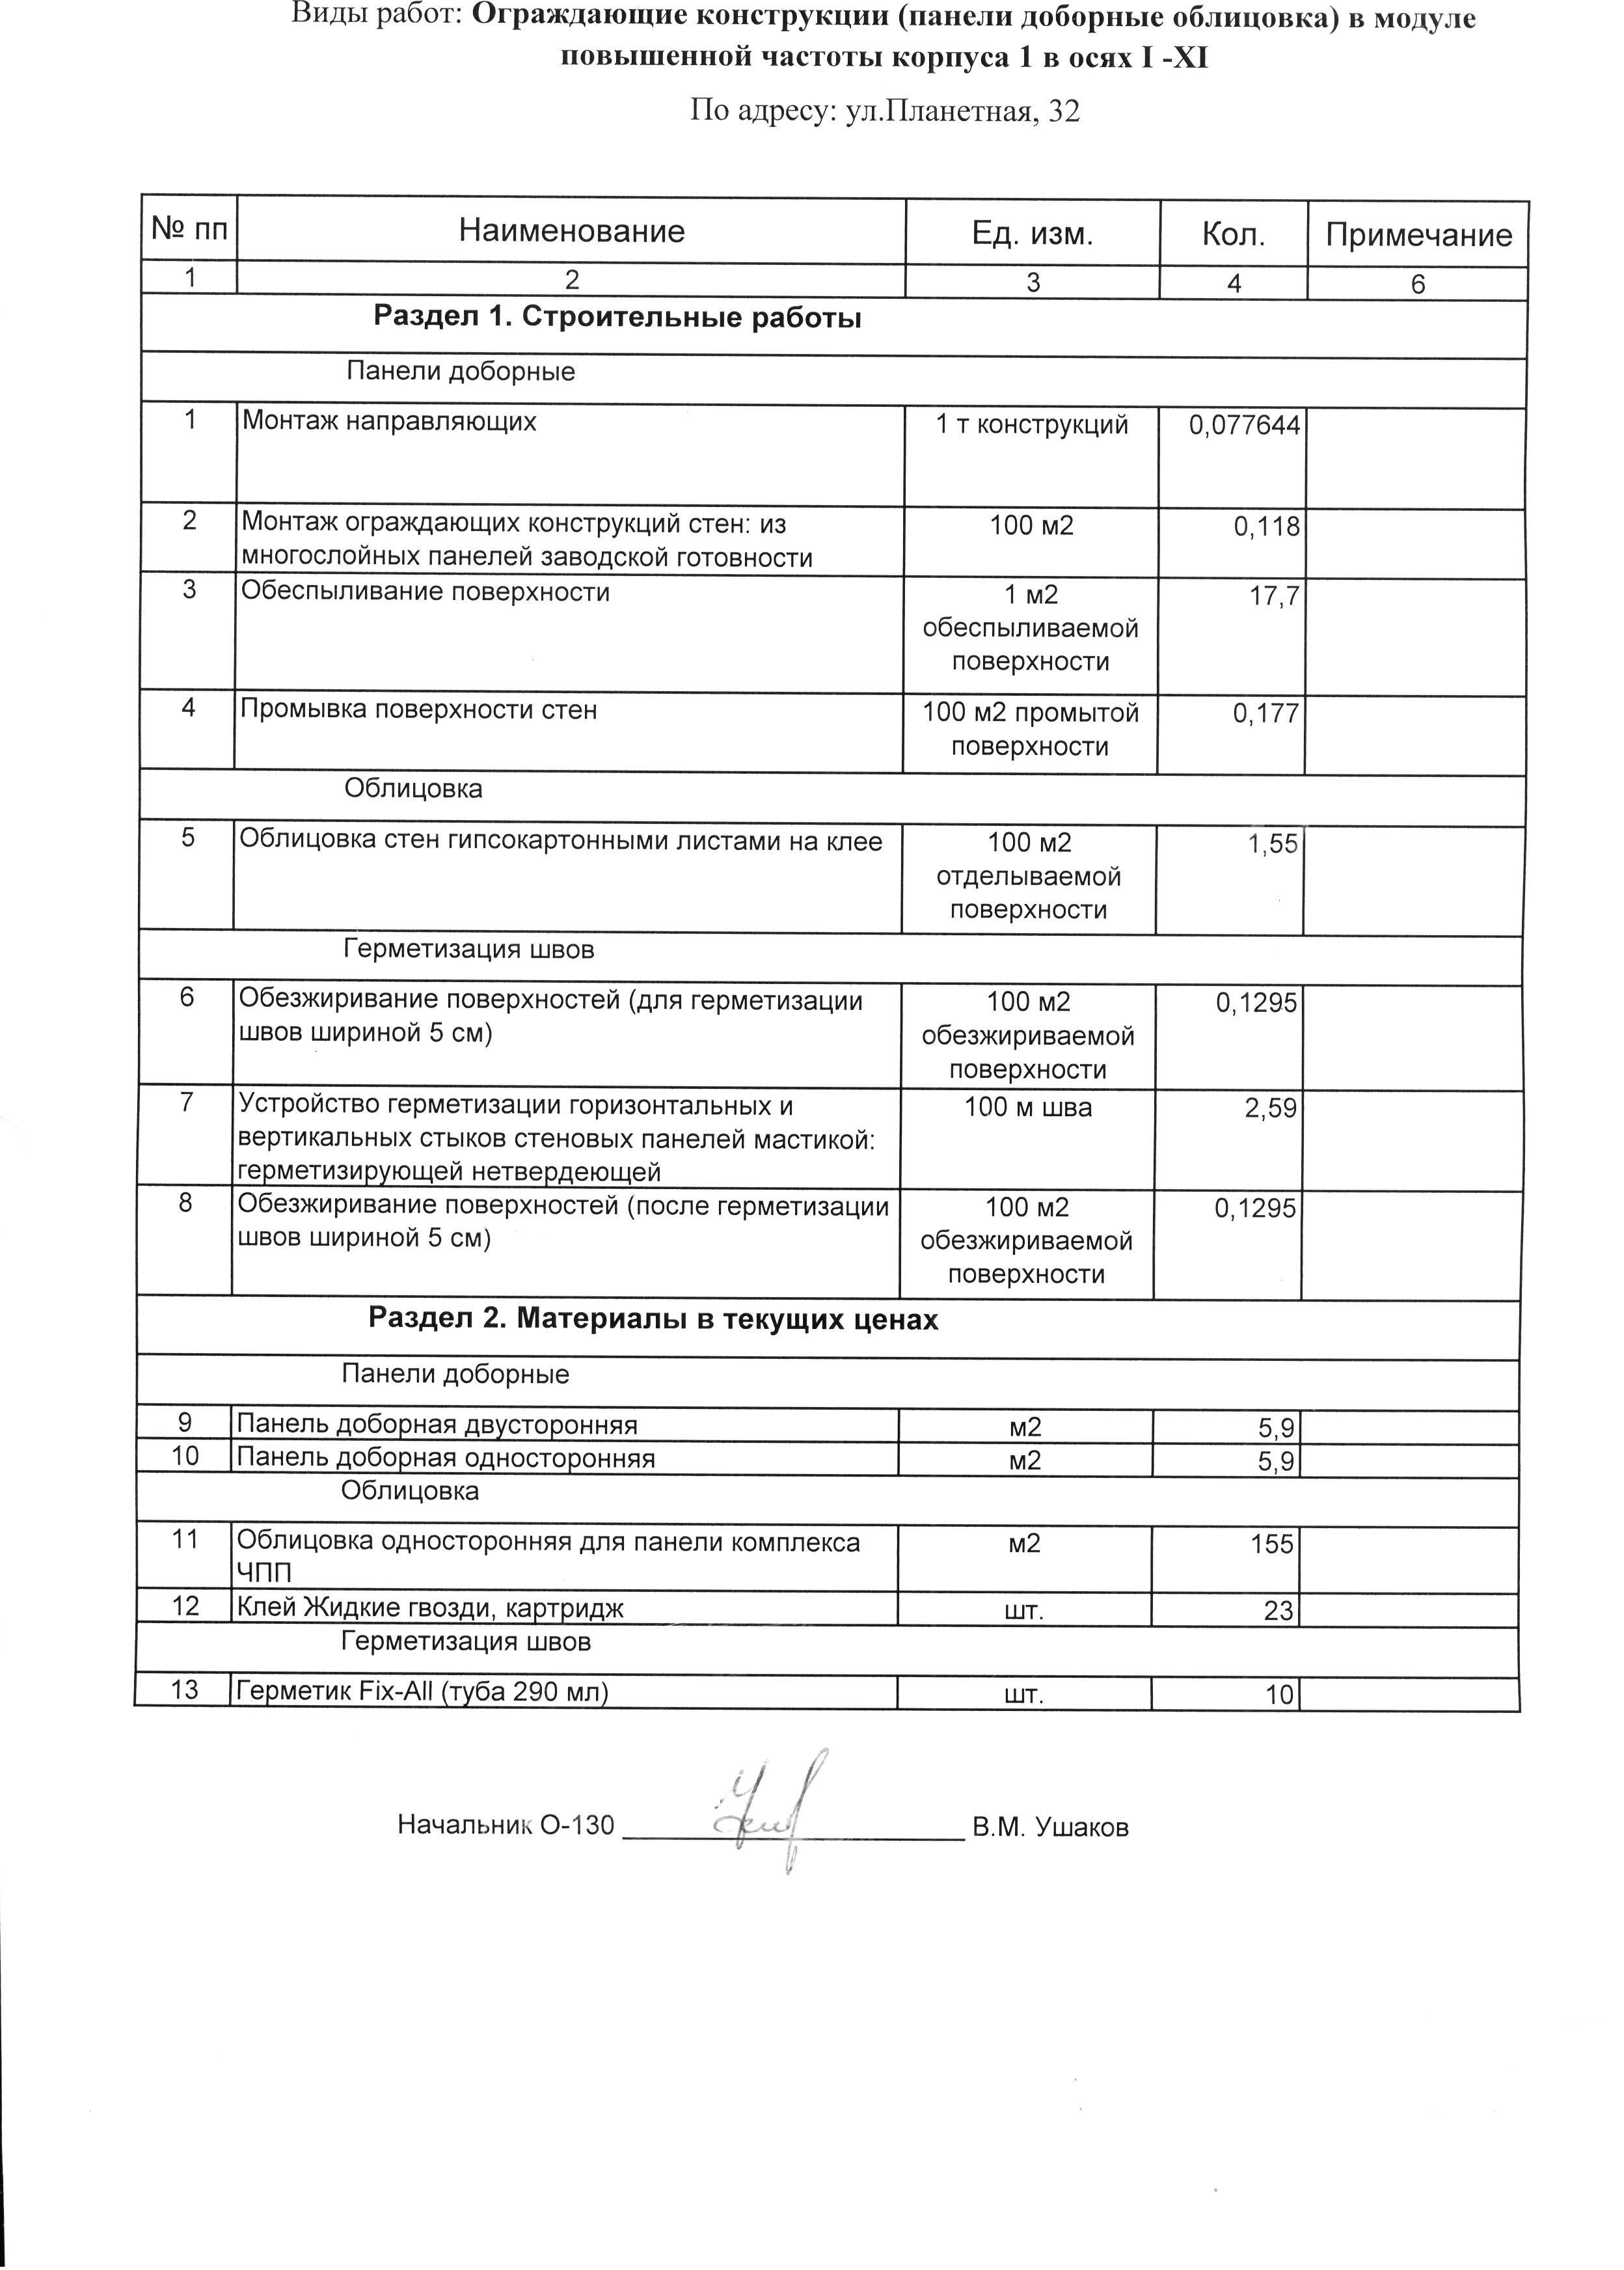 Виды работ: Ограждающие конструкции (панели доборные облицовка) в модуле
повышенной частоты корпуса 1 в осях I -XI
По адресу: ул.Планетная, 32
№ пп Наименование Ед. изм. Кол. Примечание
1 2 3 4 6
Раздел 1. Строительные работы
Панели доборные
1 Монтаж направляющих 1 т конструкций 0,077644
2 Монтаж ограждающих конструкций стен: из 100 м2 0,118
многослойных панелей заводской готовности
3 Обеспыливание поверхности 1 м2 17,7
обеспыливаемой
поверхности
4 Промывка поверхности стен 100 м2 промытой 0,177
поверхности
Облицовка
5 Облицовка стен гипсокартонными листами на клее 100 м2 1,55
отделываемой
поверхности
Герметизация швов
6 Обезжиривание поверхностей (для герметизации 100 м2 0,1295
швов шириной 5 см) обезжириваемой
поверхности
7 Устройство герметизации горизонтальных и 100 м шва 2,59
вертикальных стыков стеновых панелей мастикой:
герметизирующей нетвердеющей
8 Обезжиривание поверхностей (после герметизации 100 м2 0,1295
швов шириной 5 см) обезжириваемой
поверхности
Раздел 2. Материалы в текущих ценах
Панели доборные
9 Панель доборная двусторонняя м2 5,9
10 Панель доборная односторонняя м2 5,9
Облицовка
11 Облицовка односторонняя для панели комплекса м2 155
ЧПП
12 Клей Жидкие гвозди, картридж шт. 23
Герметизация швов
13 Герметик Fix-All (туба 290 мл) шт. 10
Начальник О-130 В.М. Ушаков